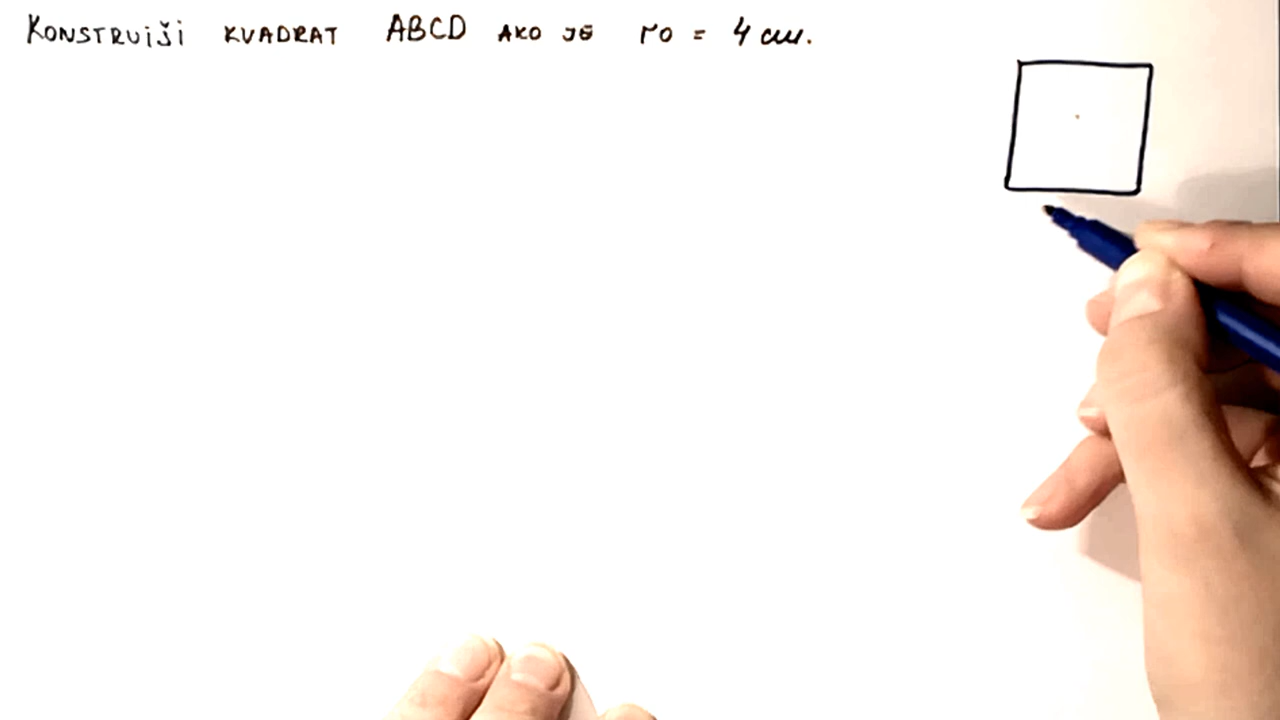 KONSTRUIŠI KVADRAT ABCD AKO JE ro = 4 cm.